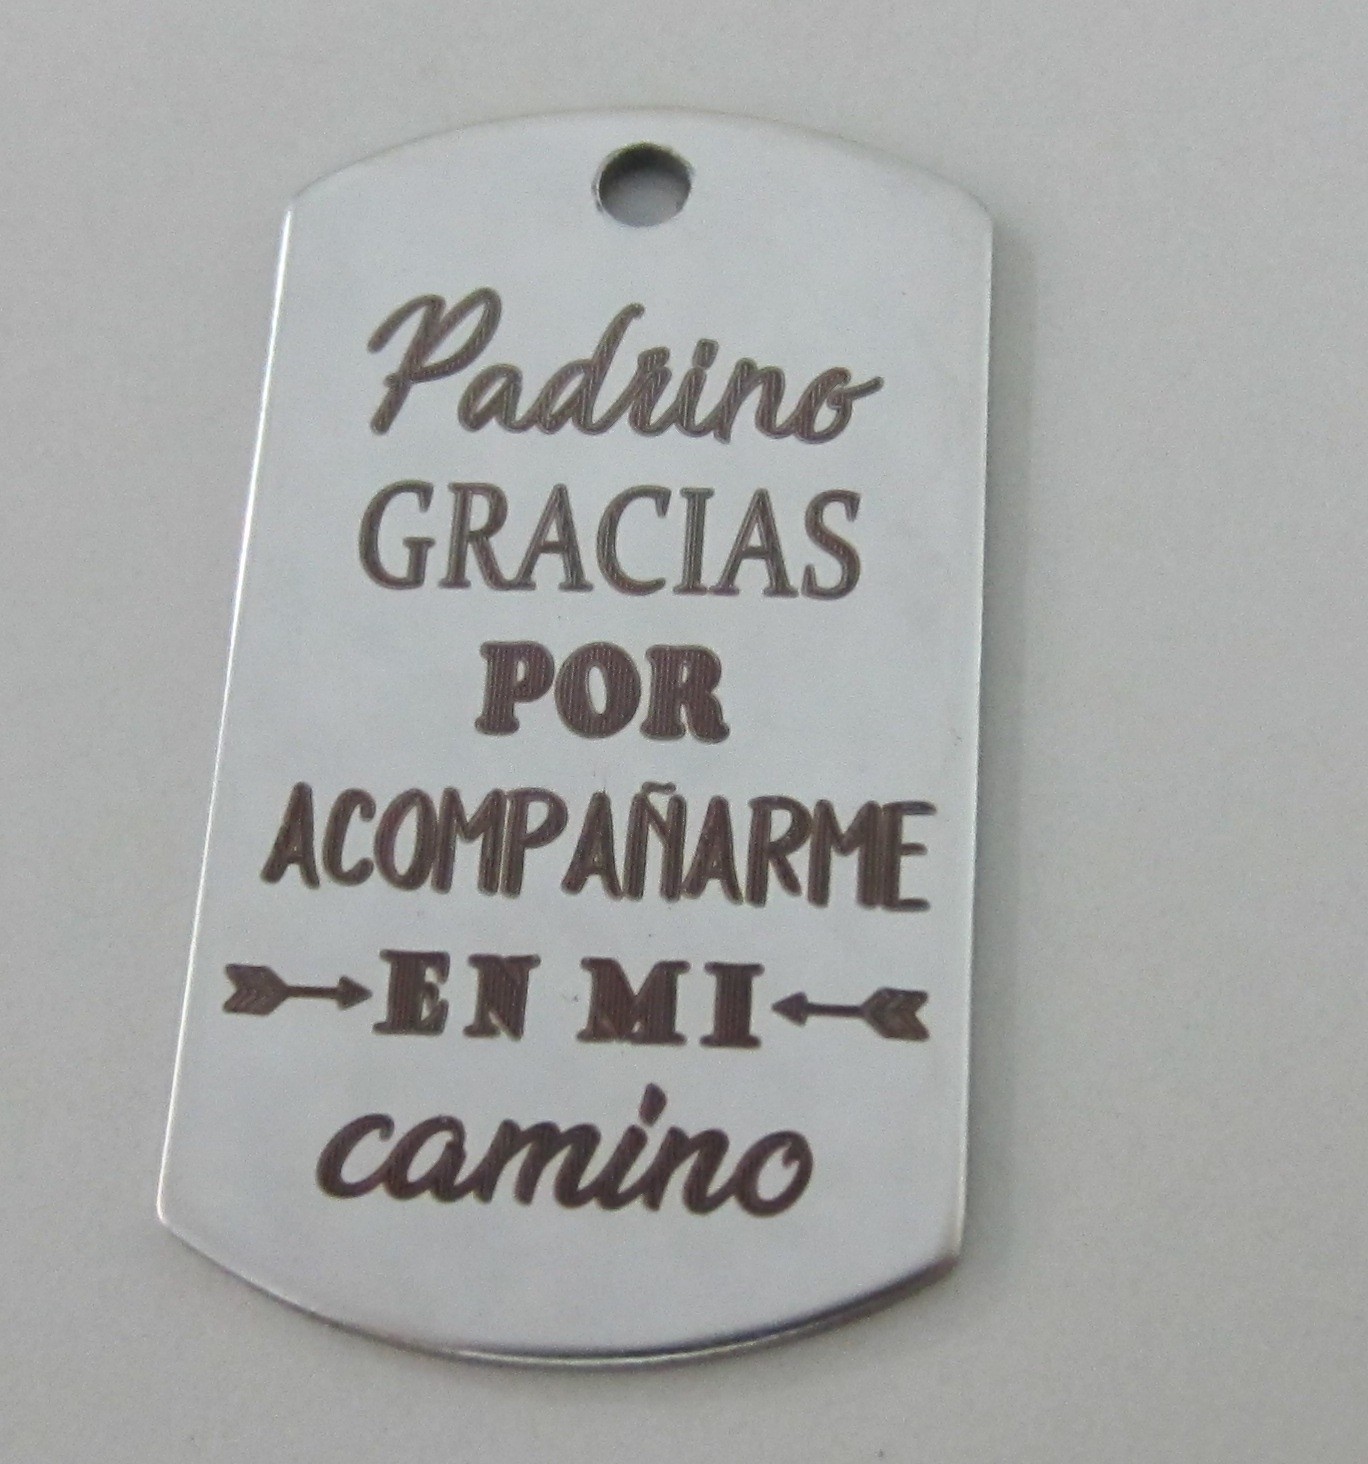 Padrino
GRACIAS
POR
ACOMPAÑARME
EN MI
camino